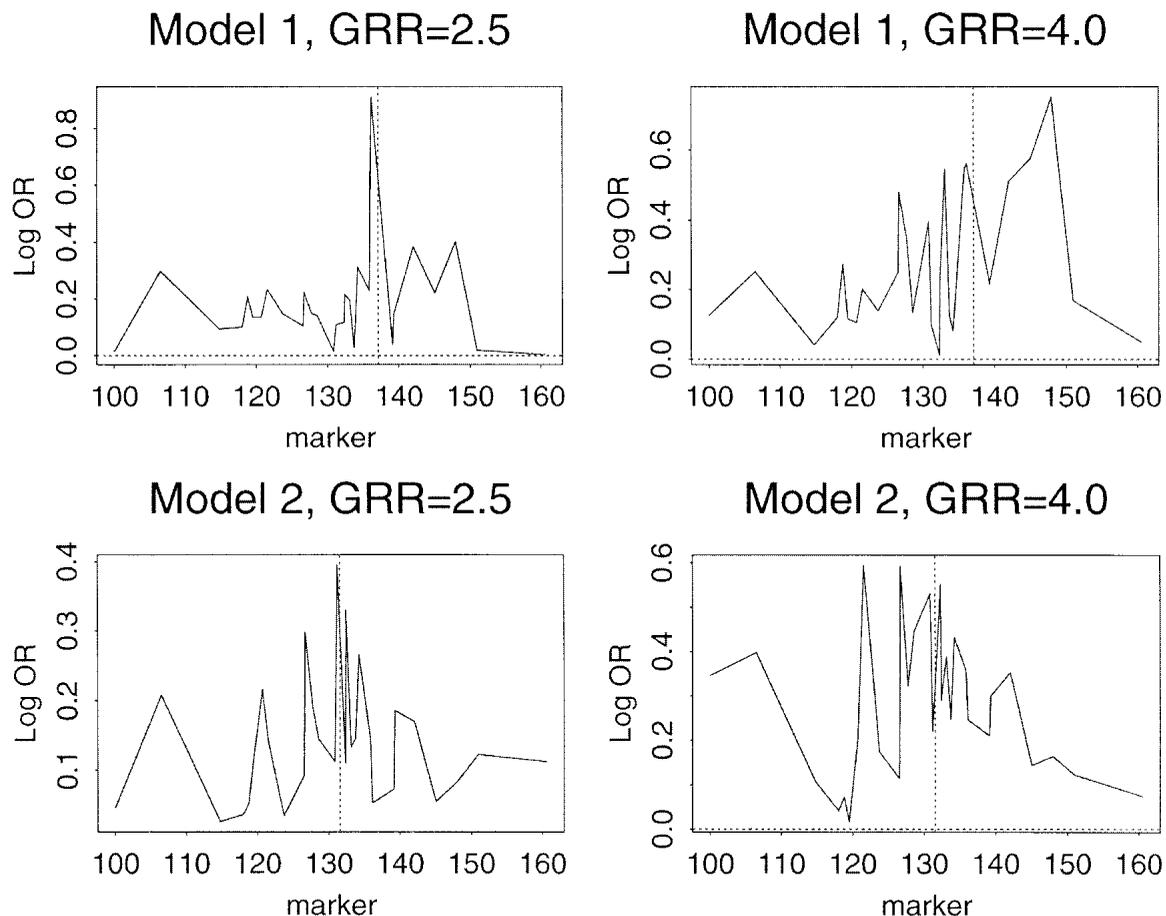 Model 1, GRR=2.5
Log OR
0.0 0.2 0.4 0.6 0.8
100 110 120 130 140 150 160
marker
Model 1, GRR=4.0
Log OR
0.0 0.2 0.4 0.6
100 110 120 130 140 150 160
marker
Model 2, GRR=2.5
Log OR
0.1 0.2 0.3 0.4
100 110 120 130 140 150 160
marker
Model 2, GRR=4.0
Log OR
0.0 0.2 0.4 0.6
100 110 120 130 140 150 160
marker